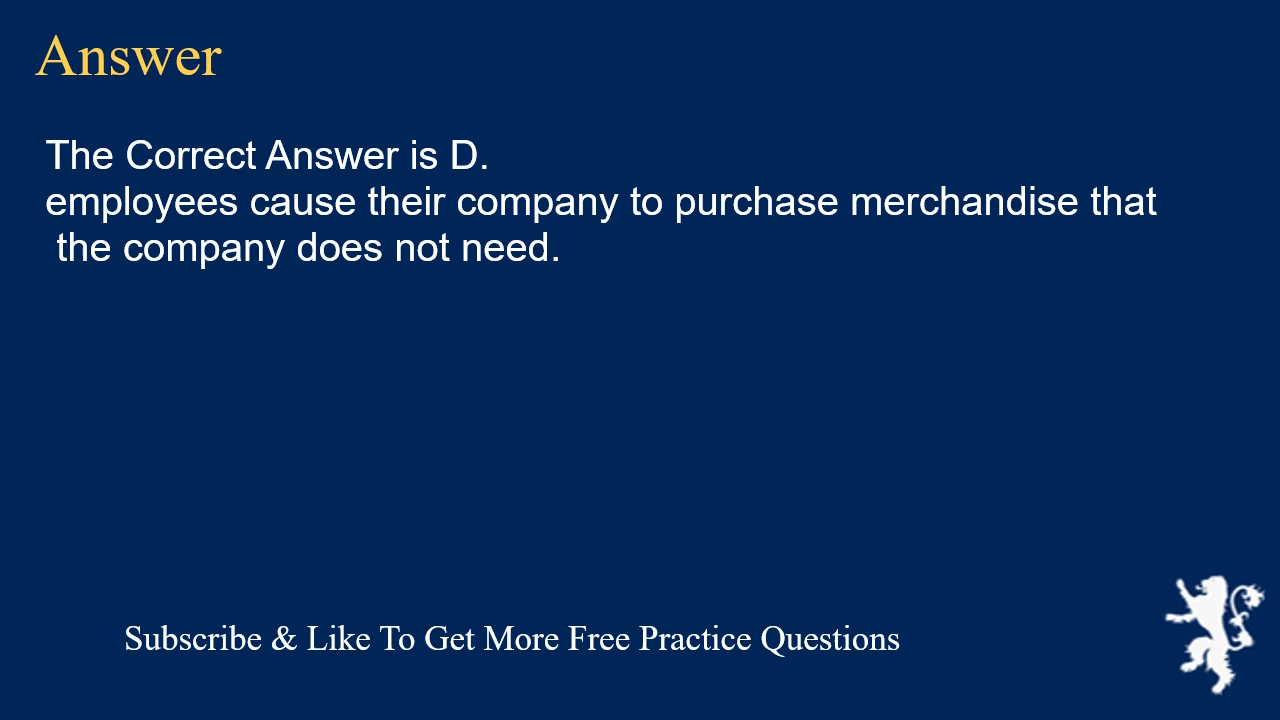 Answer
The Correct Answer is D.
employees cause their company to purchase merchandise that
the company does not need.
Subscribe & Like To Get More Free Practice Questions